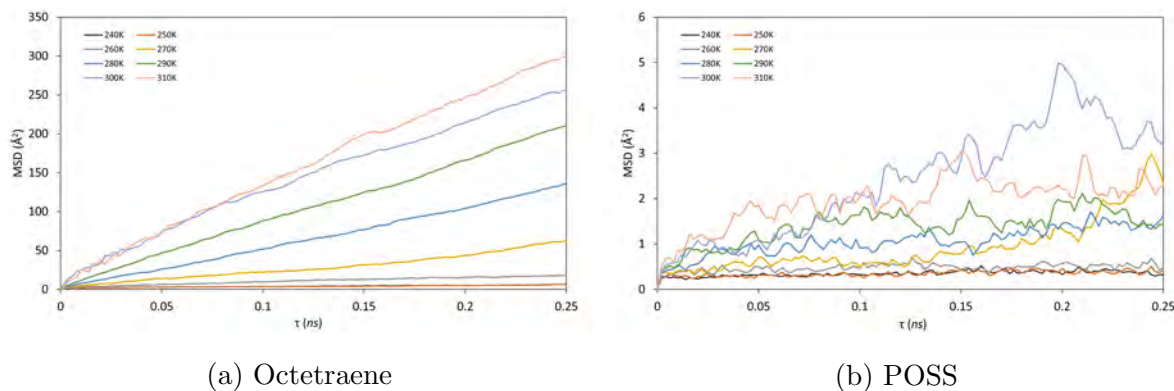 350
300
250
200
150
100
50
0
MSD (Å²)
240K 250K
260K 270K
280K 290K
300K 310K
0 0.05 0.1 0.15 0.2 0.25
τ (ns)
(a) Octetraene
6
5
4
3
2
1
0
MSD (Å²)
240K 250K
260K 270K
280K 290K
300K 310K
0 0.05 0.1 0.15 0.2 0.25
τ (ns)
(b) POSS